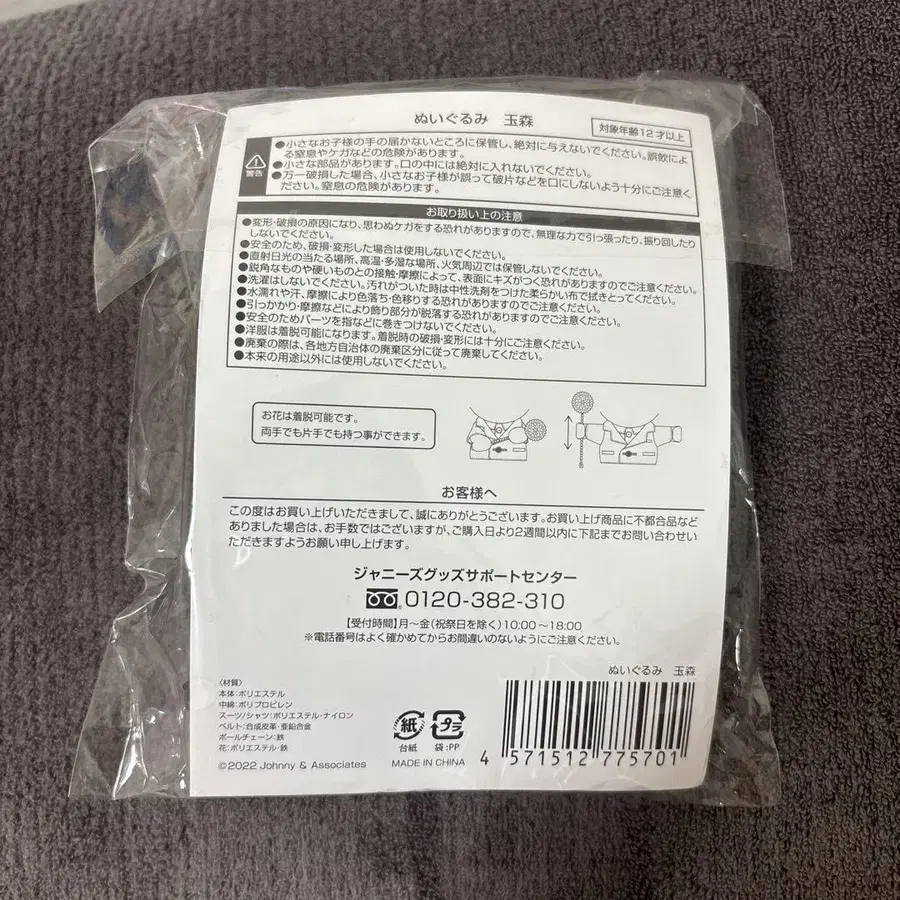 ぬいぐるみ 玉森
対象年齢12才以上
警告
●小さなお子様の手の届かないところに保管し、絶対に与えないでください。誤飲によ
る窒息やケガなどの危険があります。
●小さな部品があります。口の中には絶対に入れないでください。
●万一破損した場合、小さなお子様が誤って破片などを口にしないよう十分にご注意く
ださい。窒息の危険があります。
お取り扱い上の注意
●変形・破損の原因になり、思わぬケガをする恐れがありますので、無理な力で引っ張ったり、振り回したり
しないでください。
●安全のため、破損・変形した場合は使用しないでください。
●直射日光の当たる場所、高温・多湿な場所、火気周辺では保管しないでください。
●鋭角なものや硬いものとの接触・摩擦によって、表面にキズがつく恐れがありますのでご注意ください。
●洗濯はしないでください。汚れがついた時は中性洗剤をつけた柔らかい布で拭きとってください。
●水濡れや汗、摩擦により色落ち・色移りする恐れがありますのでご注意ください。
●引っかかり・摩擦などにより飾り部分が脱落する恐れがありますのでご注意ください。
●安全のためパーツを指などに巻きつけないでください。
●洋服は着脱可能になります。着脱時の破損・変形には十分にご注意ください。
●廃棄の際は、各地方自治体の廃棄区分に従って廃棄してください。
●本来の用途以外には使用しないでください。
お花は着脱可能です。
両手でも片手でも持つ事ができます。
お客様へ
この度はお買い上げいただきまして、誠にありがとうございます。お買い上げ商品に不都合品など
ありました場合は、お手数ではございますが、ご購入日より2週間以内に下記までお問い合わせい
ただきますようお願い申し上げます。
ジャニーズグッズサポートセンター
0120-382-310
【受付時間】月〜金(祝祭日を除く)10:00〜18:00
※電話番号はよく確かめてからお間違いのないようにご注意ください。
ぬいぐるみ 玉森
〈材質〉
本体:ポリエステル
中綿:ポリプロピレン
スーツ/シャツ:ポリエステル・ナイロン
ベルト:合成皮革・亜鉛合金
ボールチェーン:鉄
花:ポリエステル・鉄
©2022 Johnny & Associates
紙
台紙
プラ
袋:PP
MADE IN CHINA
4 571512 775701